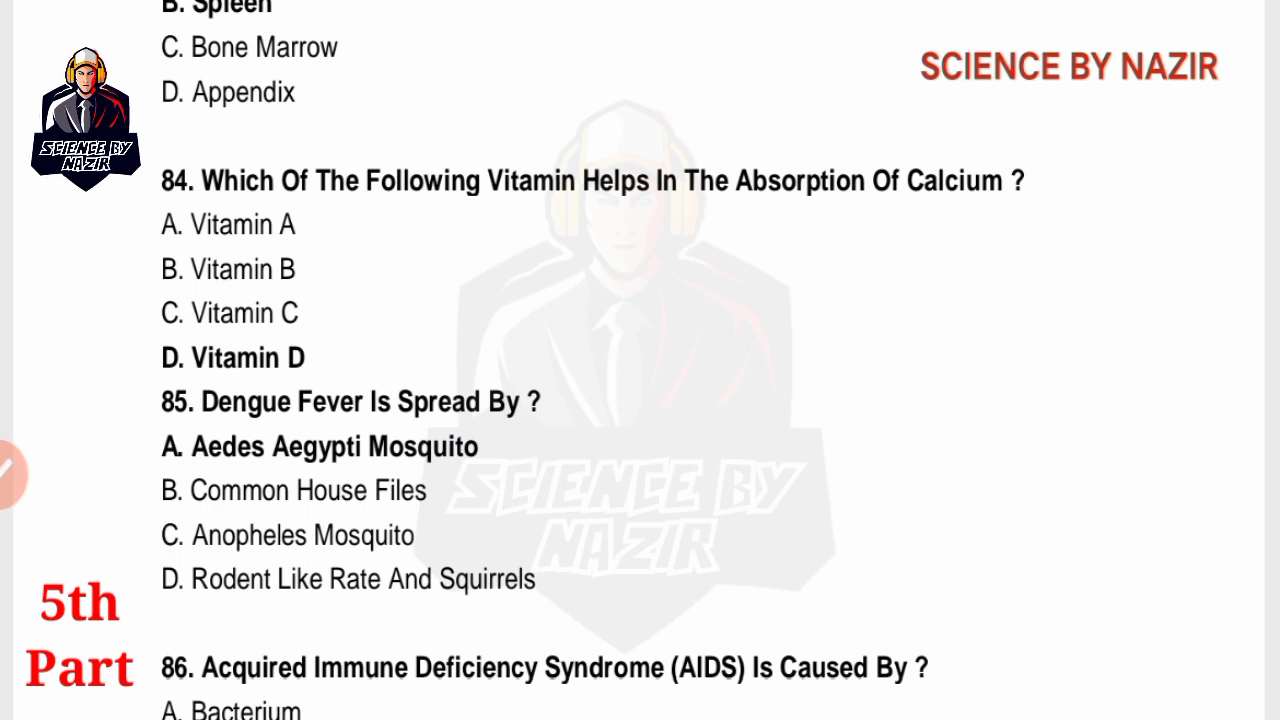 B. Spleen
C. Bone Marrow
D. Appendix
SCIENCE BY NAZIR
SCIENCE BY
NAZIR
84. Which Of The Following Vitamin Helps In The Absorption Of Calcium ?
A. Vitamin A
B. Vitamin B
C. Vitamin C
D. Vitamin D
85. Dengue Fever Is Spread By ?
A. Aedes Aegypti Mosquito
B. Common House Files
C. Anopheles Mosquito
D. Rodent Like Rate And Squirrels
SCIENCE BY
NAZIR
5th
Part
86. Acquired Immune Deficiency Syndrome (AIDS) Is Caused By ?
A. Bacterium